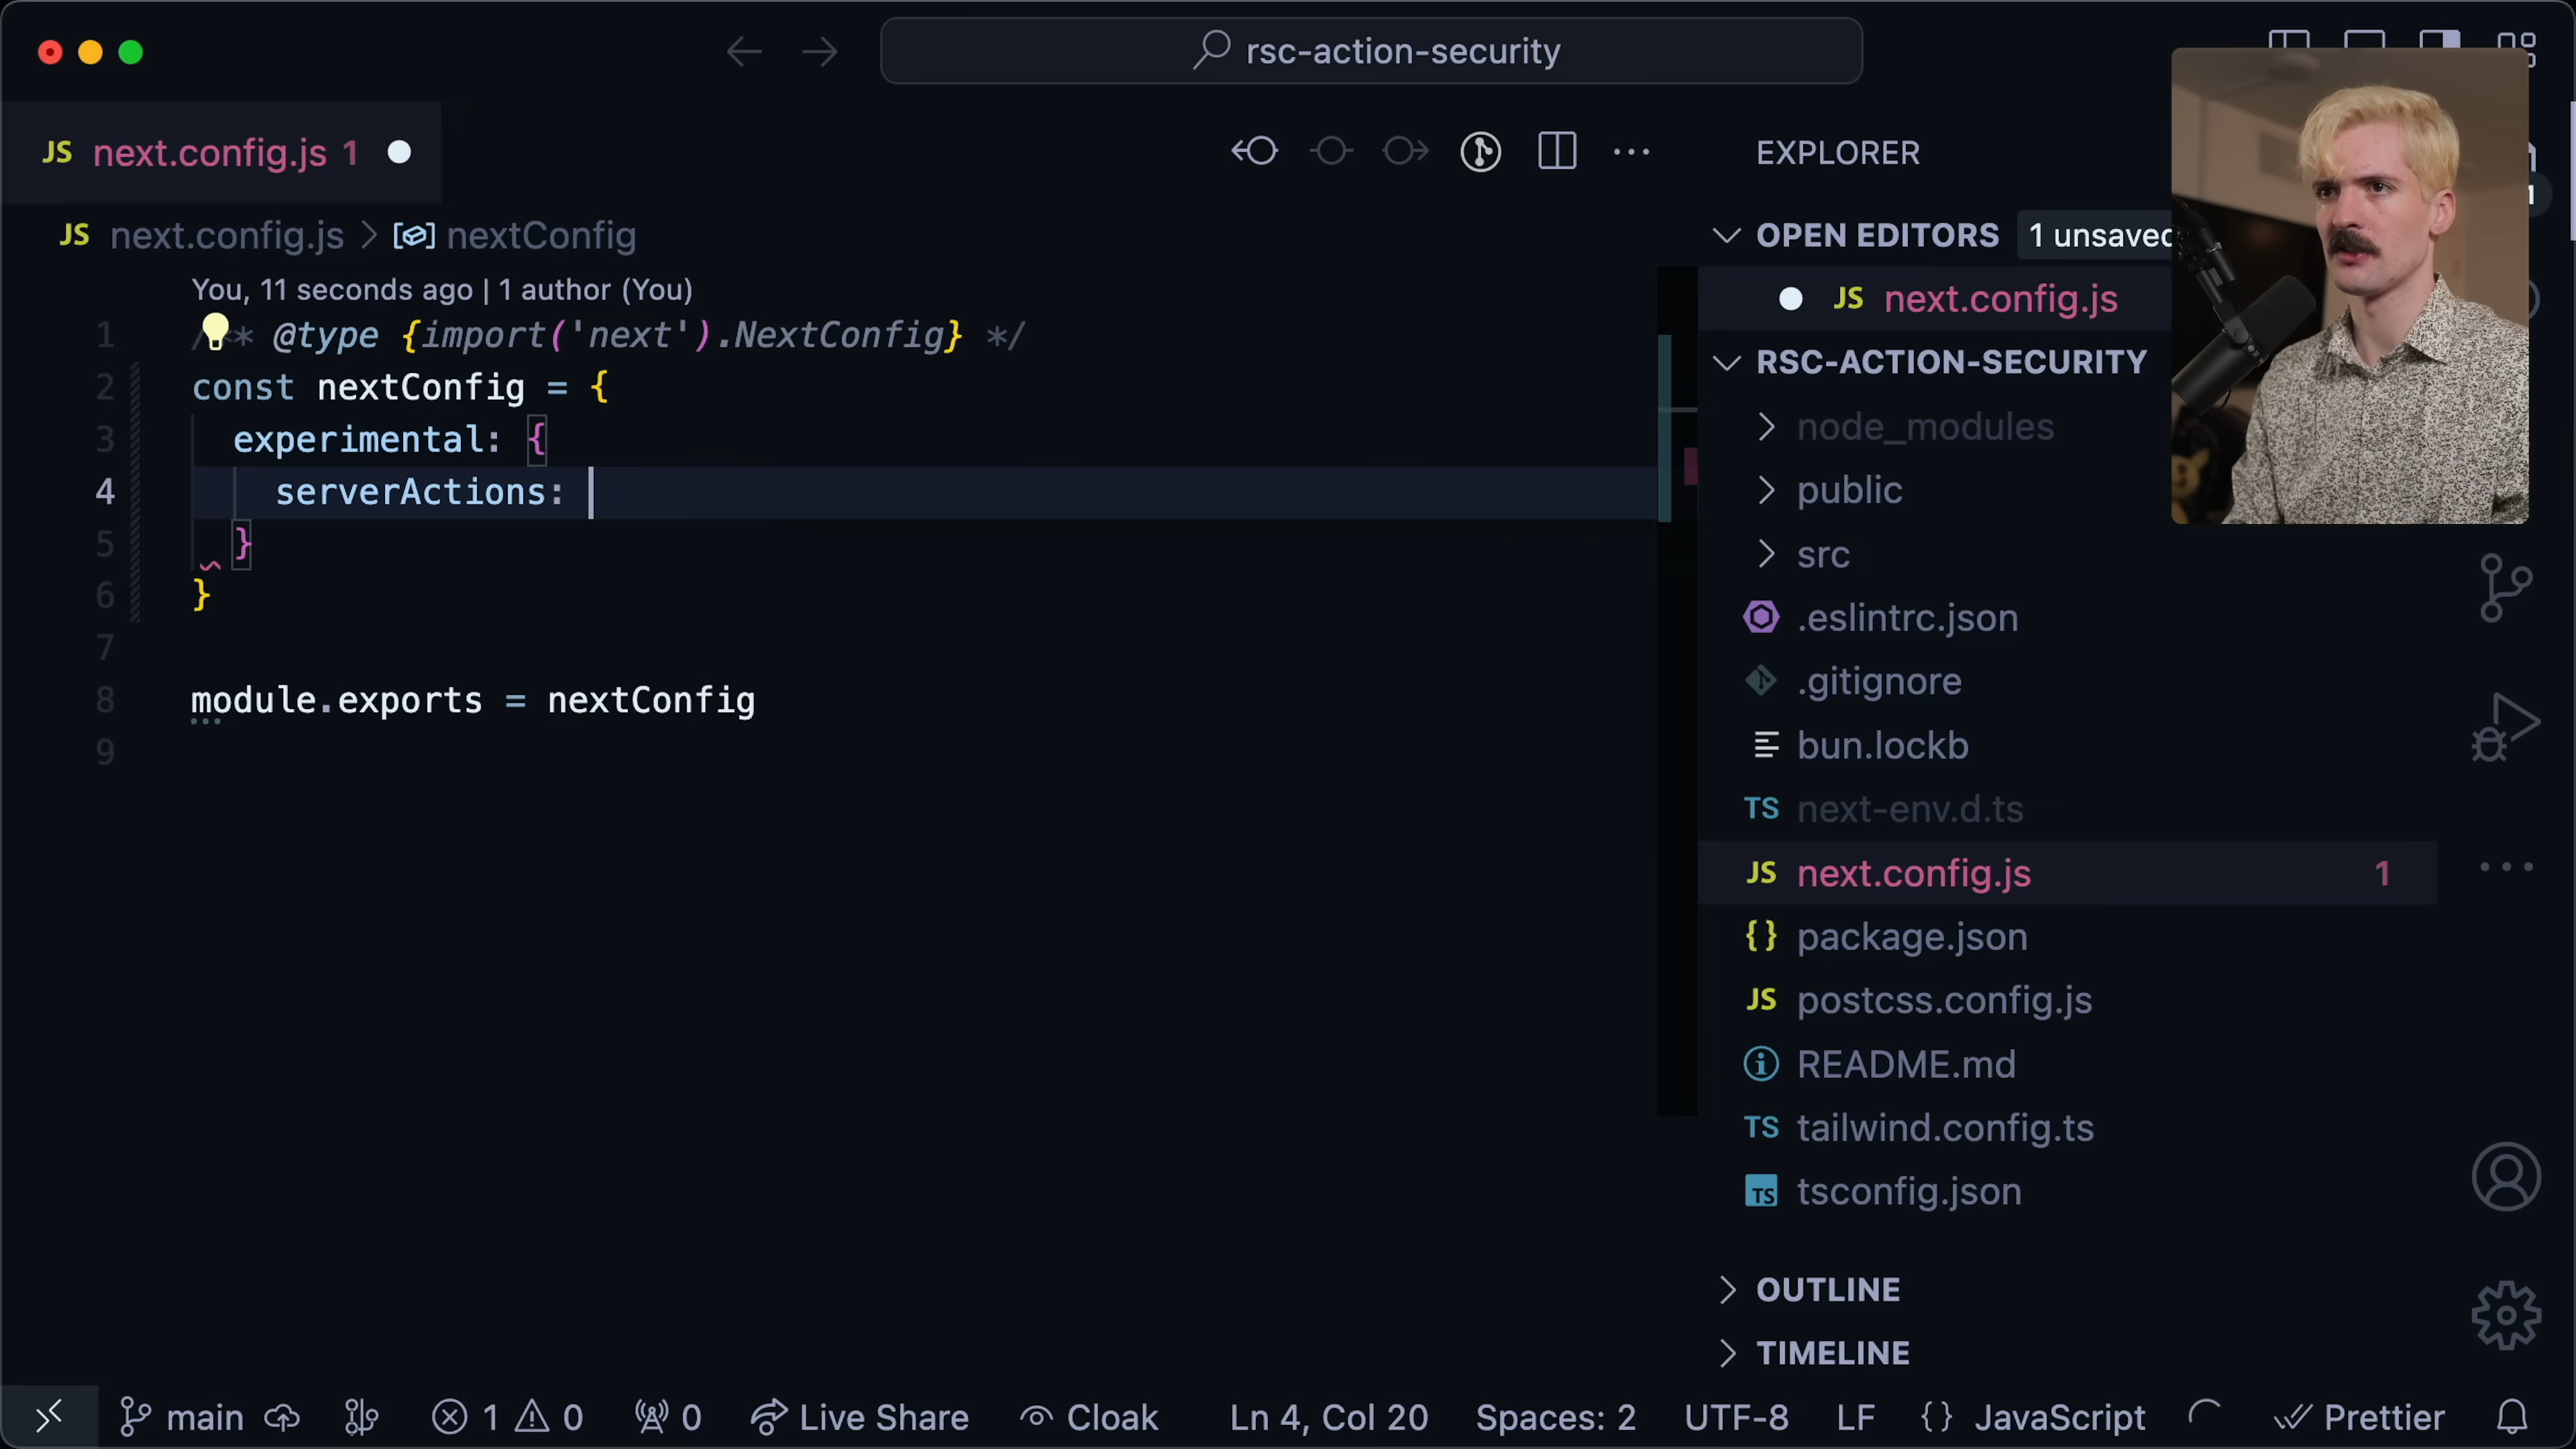 rsc-action-security
JS next.config.js 1
EXPLORER
JS next.config.js > nextConfig
OPEN EDITORS 1 unsaved
You, 11 seconds ago | 1 author (You)
JS next.config.js
1 /** @type {import('next').NextConfig} */
2 const nextConfig = {
3 experimental: {
4 serverActions:
5 }
6 }
7
8 module.exports = nextConfig
9
RSC-ACTION-SECURITY
node_modules
public
src
.eslintrc.json
.gitignore
bun.lockb
TS next-env.d.ts
JS next.config.js 1
{} package.json
JS postcss.config.js
README.md
TS tailwind.config.ts
TS tsconfig.json
OUTLINE
TIMELINE
main 1 0 0 Live Share Cloak Ln 4, Col 20 Spaces: 2 UTF-8 LF {} JavaScript Prettier